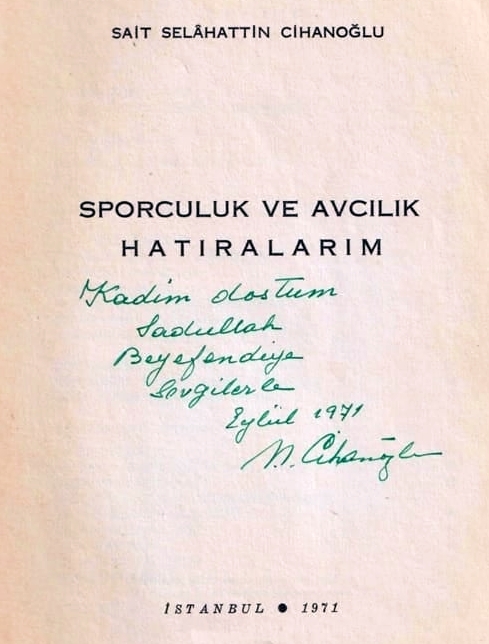 SAİT SELÂHATTİN CİHANOĞLU
SPORCULUK VE AVCILIK
HATIRALARIM
Kadim dostum
Sadullah
Beyefendiye
Sevgilerle
Eylül 1971
Cihanoğlu
İSTANBUL ● 1971